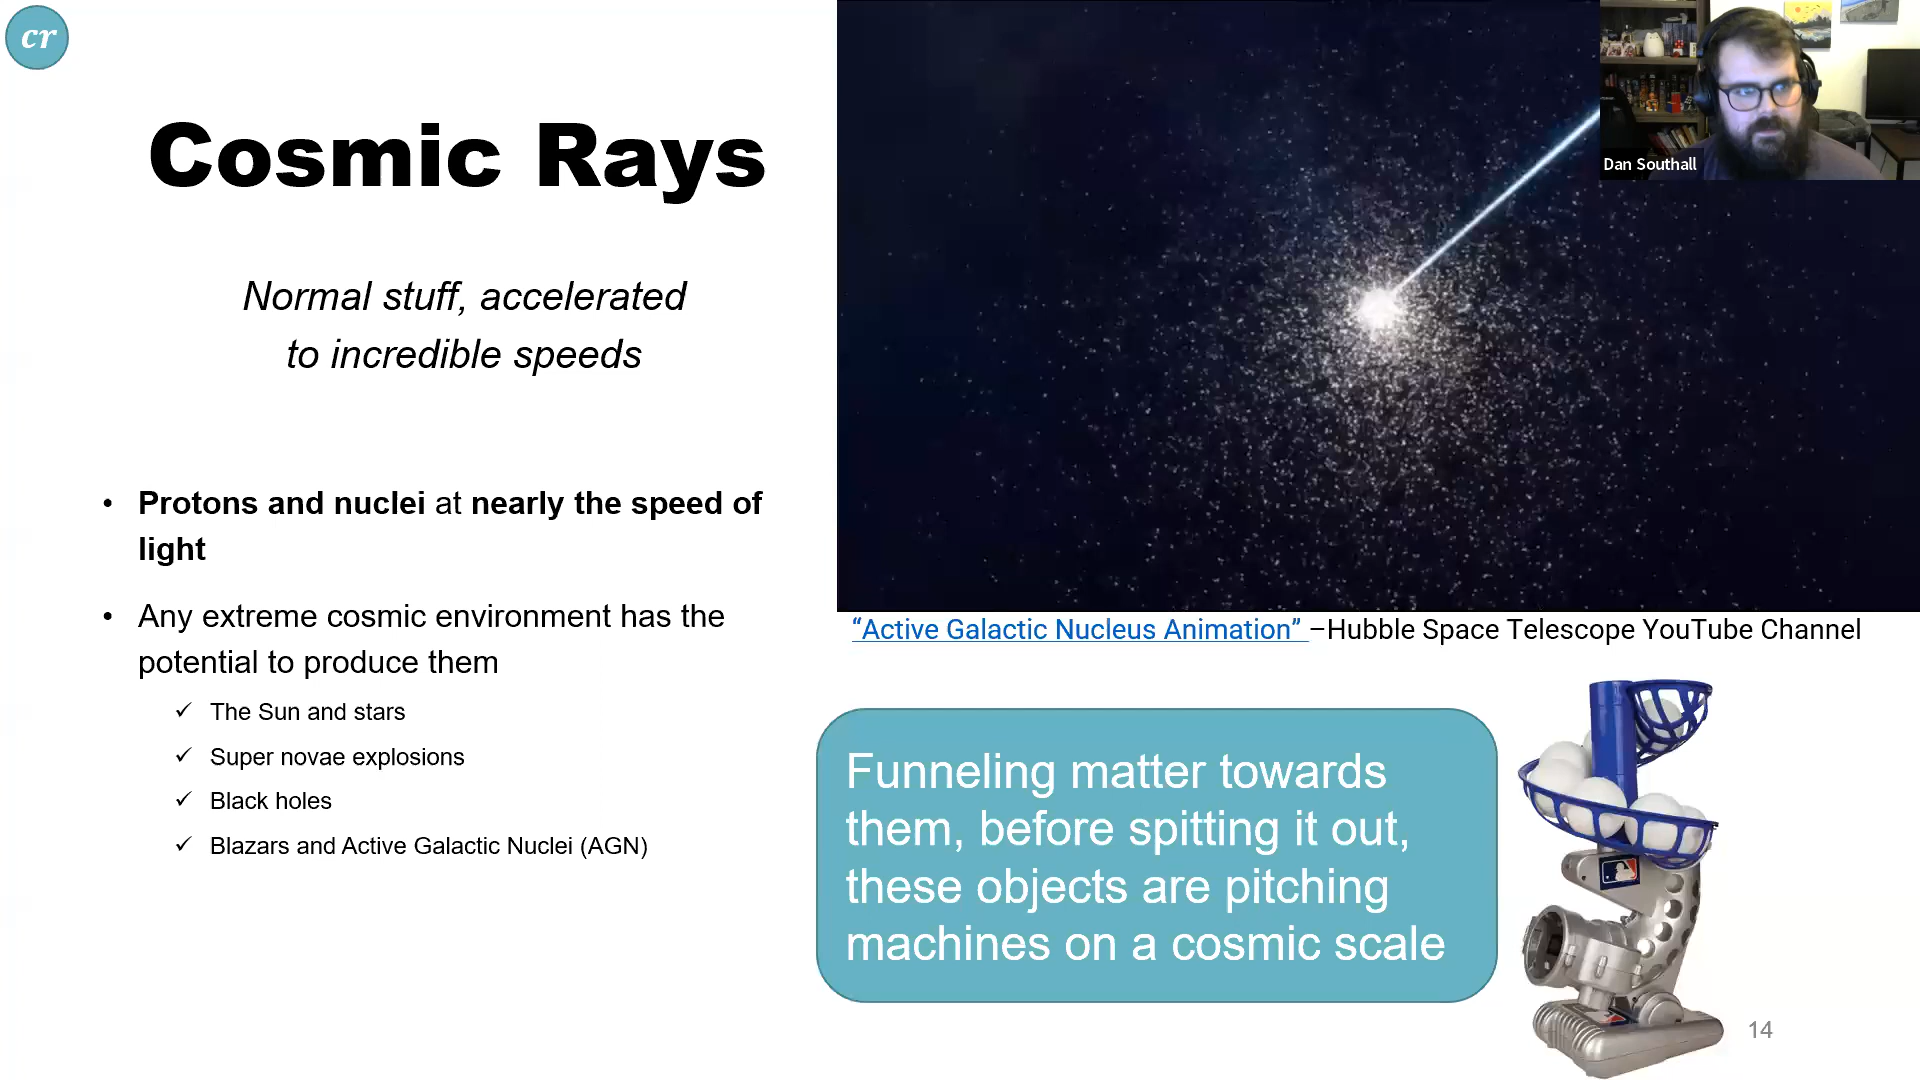 cr
Cosmic Rays
Normal stuff, accelerated
to incredible speeds
• Protons and nuclei at nearly the speed of
light
• Any extreme cosmic environment has the
potential to produce them
✓ The Sun and stars
✓ Super novae explosions
✓ Black holes
✓ Blazars and Active Galactic Nuclei (AGN)
Dan Southall
“Active Galactic Nucleus Animation” –Hubble Space Telescope YouTube Channel
Funneling matter towards
them, before spitting it out,
these objects are pitching
machines on a cosmic scale
14